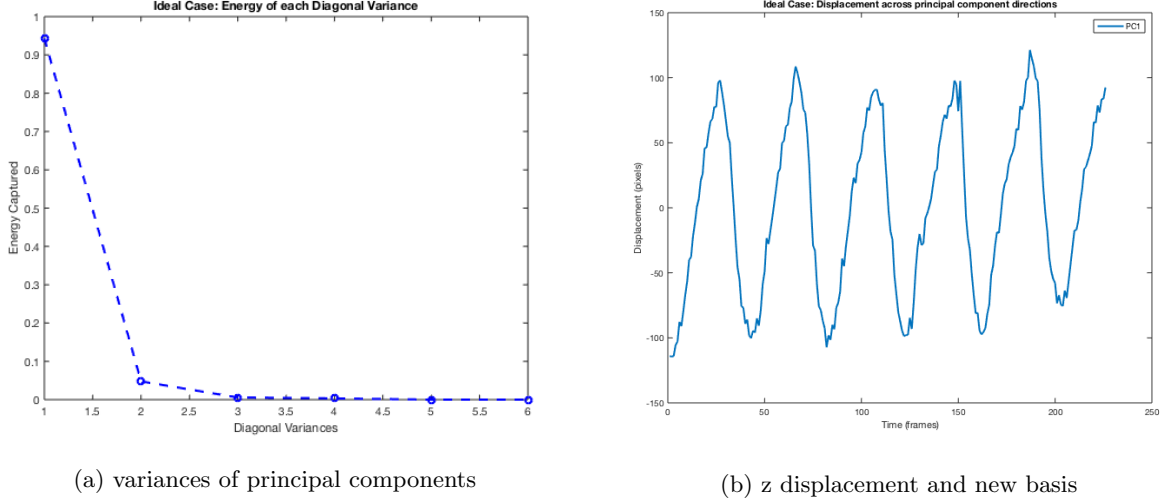 Ideal Case: Energy of each Diagonal Variance
1
0.9
0.8
0.7
0.6
0.5
0.4
0.3
0.2
0.1
0
Energy Captured
1 1.5 2 2.5 3 3.5 4 4.5 5 5.5 6
Diagonal Variances
(a) variances of principal components
Ideal Case: Displacement across principal component directions
PC1
150
100
50
0
-50
-100
-150
Displacement (pixels)
0 50 100 150 200 250
Time (frames)
(b) z displacement and new basis